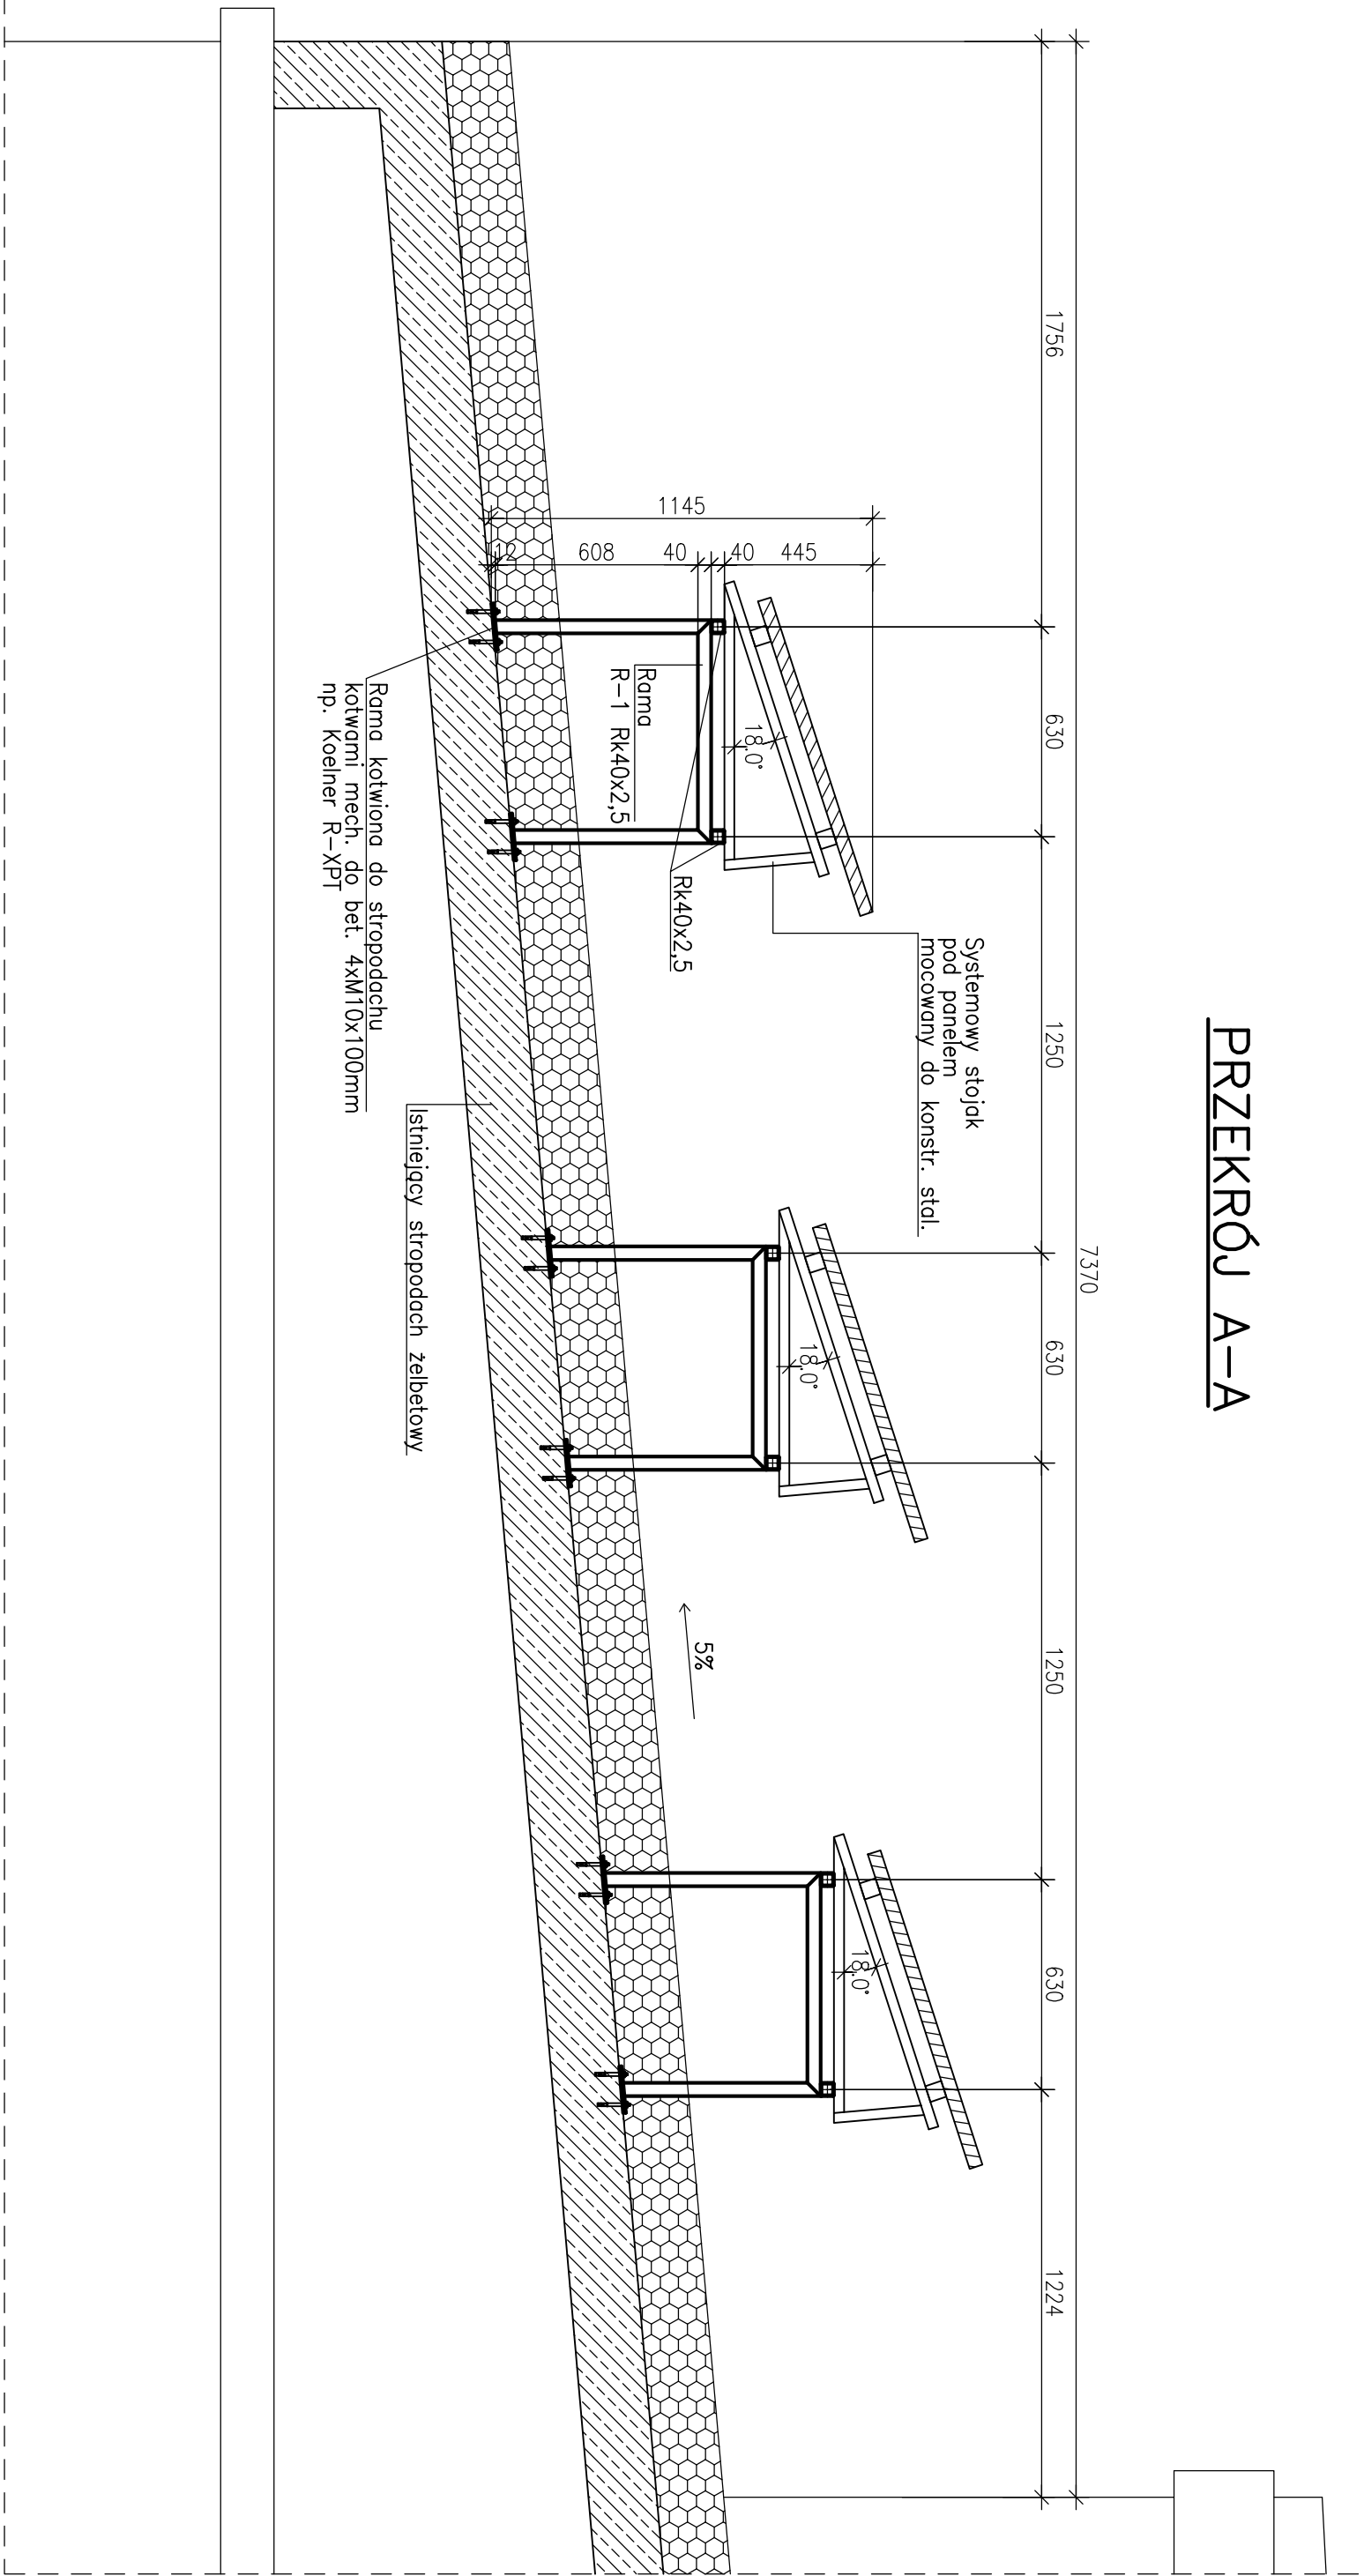 PRZEKRÓJ A-A
7370
1756
630
1250
630
1250
630
1224
1145
12
608
40
40
445
18.0°
18.0°
18.0°
Systemowy stojak
pod panelem
mocowany do konstr. stal.
Rk40x2,5
Rama
R-1 Rk40x2,5
5%
Istniejący stropodach żelbetowy
Rama kotwiona do stropodachu
kotwami mech. do bet. 4xM10x100mm
np. Koelner R-XPT